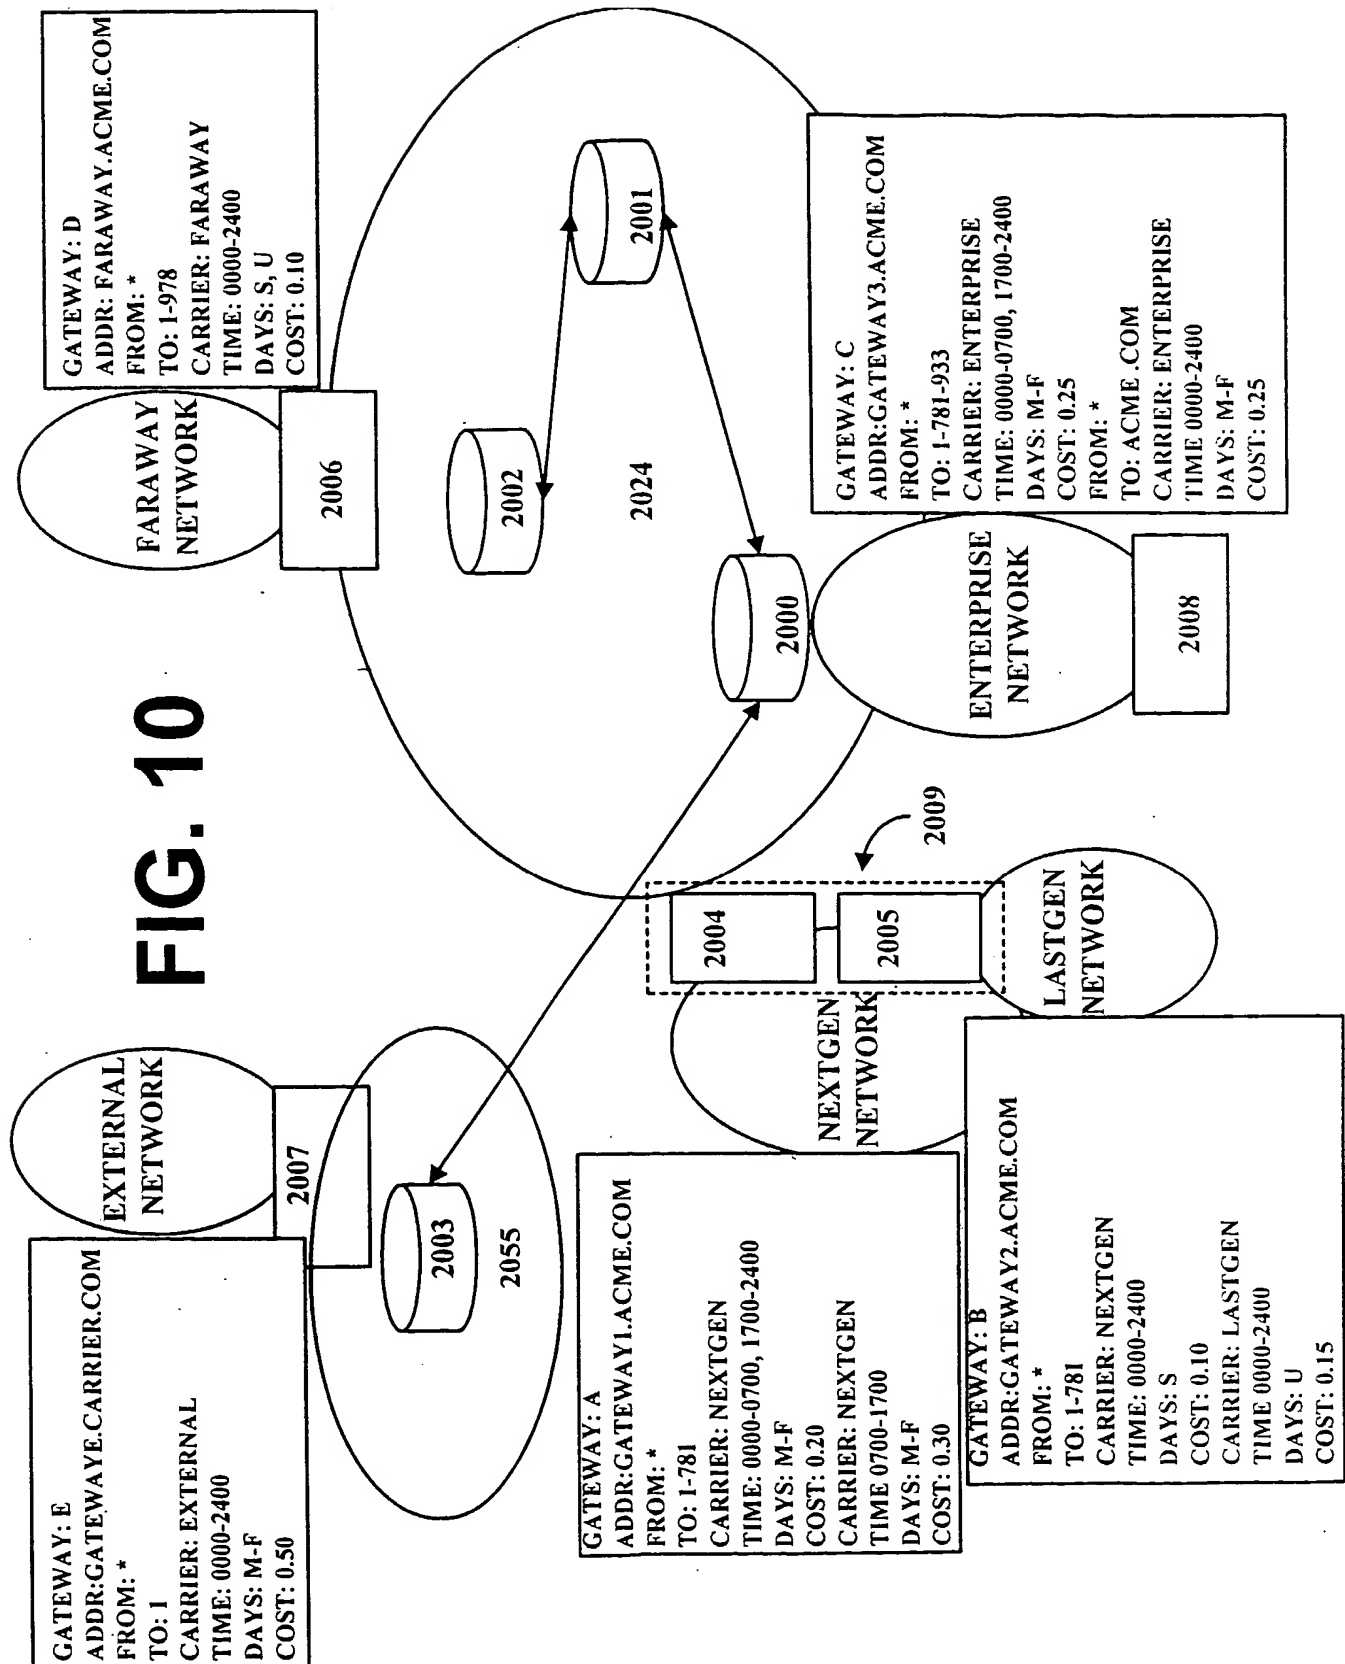 FIG. 10
GATEWAY: E
ADDR:GATEWAYE.CARRIER.COM
FROM: *
TO: 1
CARRIER: EXTERNAL
TIME: 0000-2400
DAYS: M-F
COST: 0.50
EXTERNAL
NETWORK
2007
2003
2055
FARAWAY
NETWORK
2006
GATEWAY: D
ADDR: FARAWAY.ACME.COM
FROM: *
TO: 1-978
CARRIER: FARAWAY
TIME: 0000-2400
DAYS: S, U
COST: 0.10
2002
2001
2024
2000
GATEWAY: A
ADDR:GATEWAY1.ACME.COM
FROM: *
TO: 1-781
CARRIER: NEXTGEN
TIME: 0000-0700, 1700-2400
DAYS: M-F
COST: 0.20
CARRIER: NEXTGEN
TIME 0700-1700
DAYS: M-F
COST: 0.30
NEXTGEN
NETWORK
2004
2005
2009
LASTGEN
NETWORK
GATEWAY: B
ADDR:GATEWAY2.ACME.COM
FROM: *
TO: 1-781
CARRIER: NEXTGEN
TIME: 0000-2400
DAYS: S
COST: 0.10
CARRIER: LASTGEN
TIME 0000-2400
DAYS: U
COST: 0.15
ENTERPRISE
NETWORK
2008
GATEWAY: C
ADDR:GATEWAY3.ACME.COM
FROM: *
TO: 1-781-933
CARRIER: ENTERPRISE
TIME: 0000-0700, 1700-2400
DAYS: M-F
COST: 0.25
FROM: *
TO: ACME .COM
CARRIER: ENTERPRISE
TIME 0000-2400
DAYS: M-F
COST: 0.25